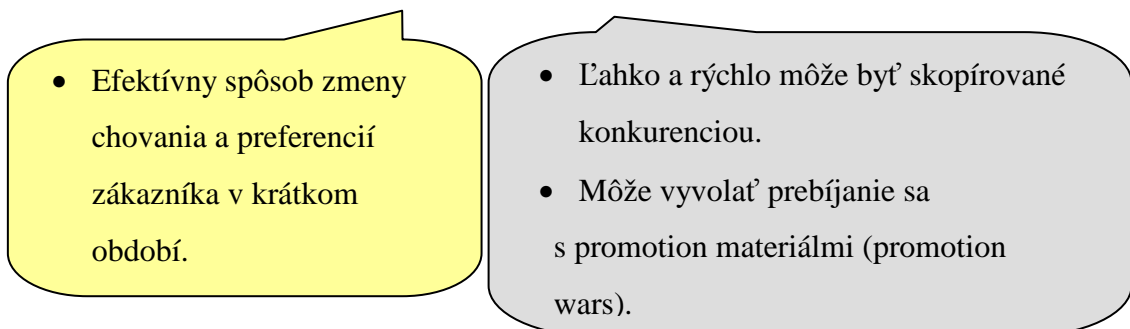 • Efektívny spôsob zmeny
chovania a preferencií
zákazníka v krátkom
období.
• Ľahko a rýchlo môže byť skopírované
konkurenciou.
• Môže vyvolať prebíjanie sa
s promotion materiálmi (promotion
wars).